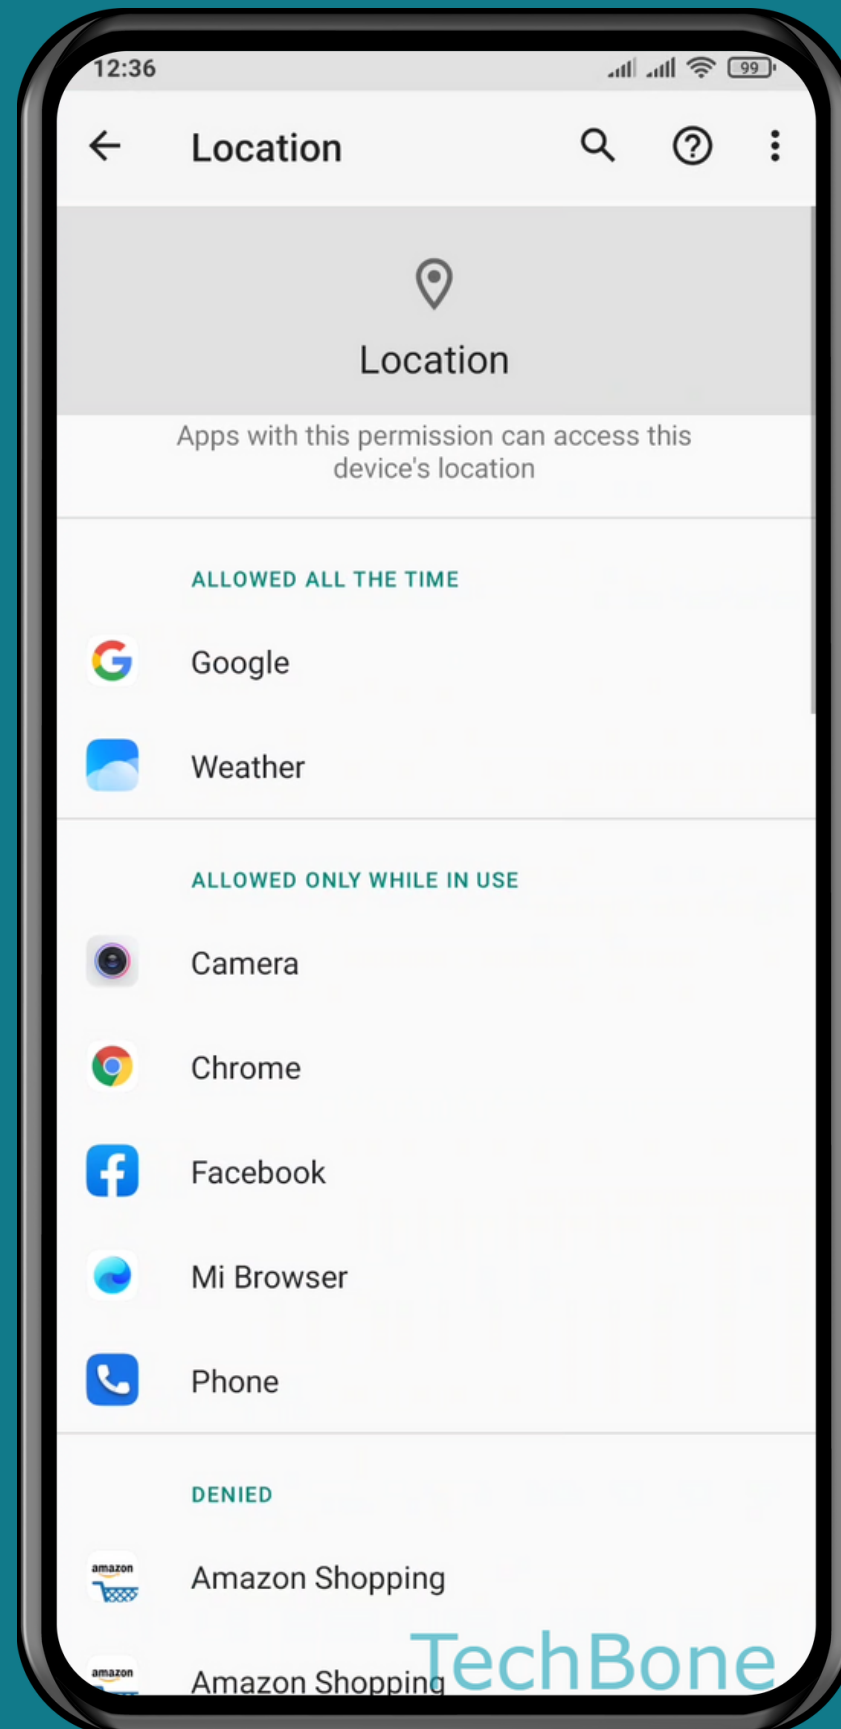 12:36
99
Location
Location
Apps with this permission can access this
device's location
ALLOWED ALL THE TIME
Google
Weather
ALLOWED ONLY WHILE IN USE
Camera
Chrome
Facebook
Mi Browser
Phone
DENIED
amazon
Amazon Shopping
amazon
Amazon Shopping
TechBone